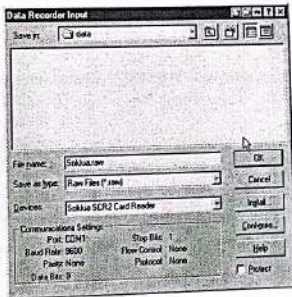 Data Recorder Input
Save in: data
File name: Sokkia.raw OK
Save as type: Raw Files (*.raw) Cancel
Devices: Sokkia SCR2 Card Reader Install...
Communications Settings Configure...
Port: COM1 Stop Bits: 1
Baud Rate: 9600 Flow Control: None Help
Parity: None Protocol: None
Data Bits: 8 Protect